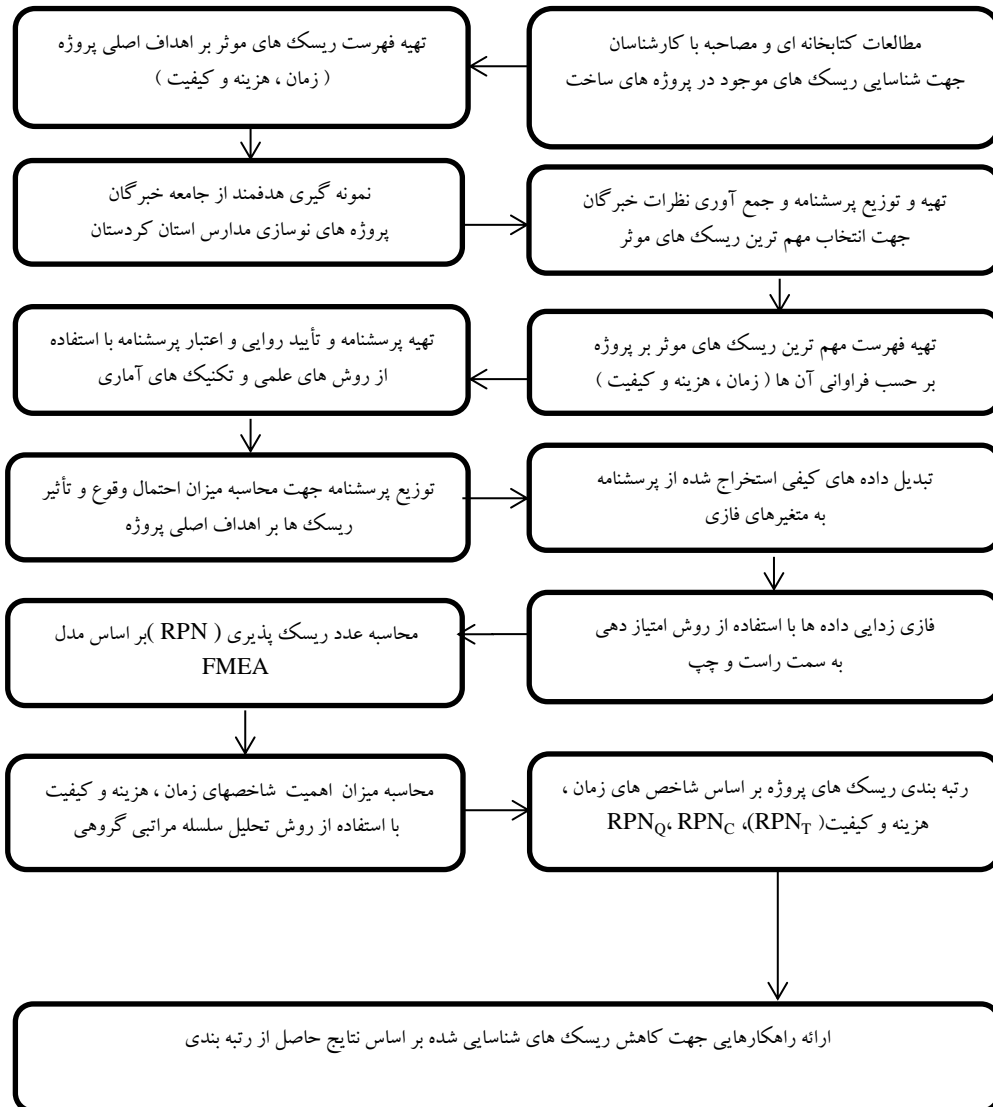 مطالعات کتابخانه ای و مصاحبه با کارشناسان
جهت شناسایی ریسک های موجود در پروژه های ساخت
تهیه فهرست ریسک های موثر بر اهداف اصلی پروژه
( زمان ، هزینه و کیفیت )
نمونه گیری هدفمند از جامعه خبرگان
پروژه های نوسازی مدارس استان کردستان
تهیه و توزیع پرسشنامه و جمع آوری نظرات خبرگان
جهت انتخاب مهم ترین ریسک های موثر
تهیه فهرست مهم ترین ریسک های موثر بر پروژه
بر حسب فراوانی آن ها ( زمان ، هزینه و کیفیت )
تهیه پرسشنامه و تأیید روایی و اعتبار پرسشنامه با استفاده
از روش های علمی و تکنیک های آماری
توزیع پرسشنامه جهت محاسبه میزان احتمال وقوع و تأثیر
ریسک ها بر اهداف اصلی پروژه
تبدیل داده های کیفی استخراج شده از پرسشنامه
به متغیرهای فازی
فازی زدایی داده ها با استفاده از روش امتیاز دهی
به سمت راست و چپ
محاسبه عدد ریسک پذیری ( RPN )بر اساس مدل
FMEA
محاسبه میزان اهمیت شاخصهای زمان ، هزینه و کیفیت
با استفاده از روش تحلیل سلسله مراتبی گروهی
رتبه بندی ریسک های پروژه بر اساس شاخص های زمان ،
هزینه و کیفیت( RPN_T)، RPN_C ،RPN_Q
ارائه راهکارهایی جهت کاهش ریسک های شناسایی شده بر اساس نتایج حاصل از رتبه بندی